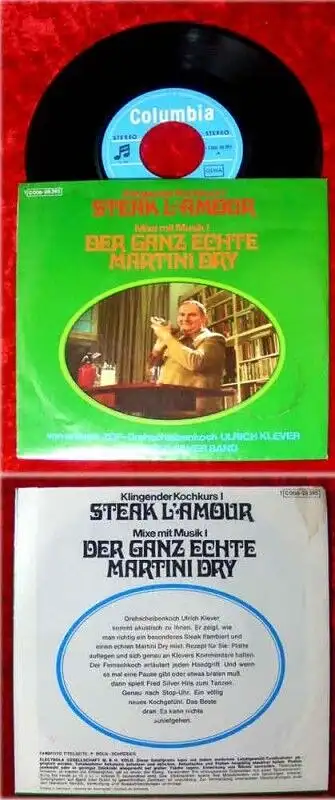 Columbia
STEREO
STEREO
1 C006-28 393
Klingender Kochkurs I
STEAK L'AMOUR
Mixe mit Musik I
DER GANZ ECHTE
MARTINI DRY
ZDF-Drehscheibenkoch ULRICH KLEVER
BAND
Klingender Kochkurs I
STEAK L'AMOUR
Mixe mit Musik I
DER GANZ ECHTE
MARTINI DRY
Drehscheibenkoch Ulrich Klever
kommt akustisch zu Ihnen. Er zeigt, wie
man richtig ein besonderes Steak flambiert und
einen echten Martini Dry mixt. Rezept für Sie: Platte
auflegen und sich genau an Klevers Kommentare halten.
Der Fernsehkoch erläutert jeden Handgriff. Und wenn
es mal eine Pause gibt oder etwas braten muß,
dann spielt Fred Silver Hits zum Tanzen.
Genau nach Stop-Uhr. Ein völlig
neues Kochgefühl. Das Beste
dran: Es kann nichts
schiefgehen.
ELECTROLA GESELLSCHAFT M. B. H. KÖLN